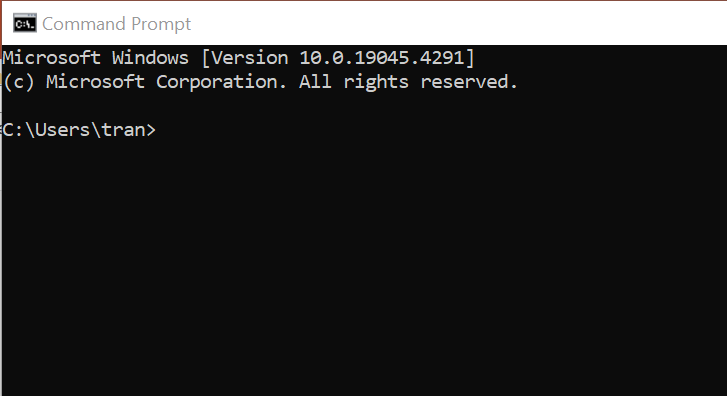 Command Prompt
Microsoft Windows [Version 10.0.19045.4291]
(c) Microsoft Corporation. All rights reserved.
C:\Users\tran>